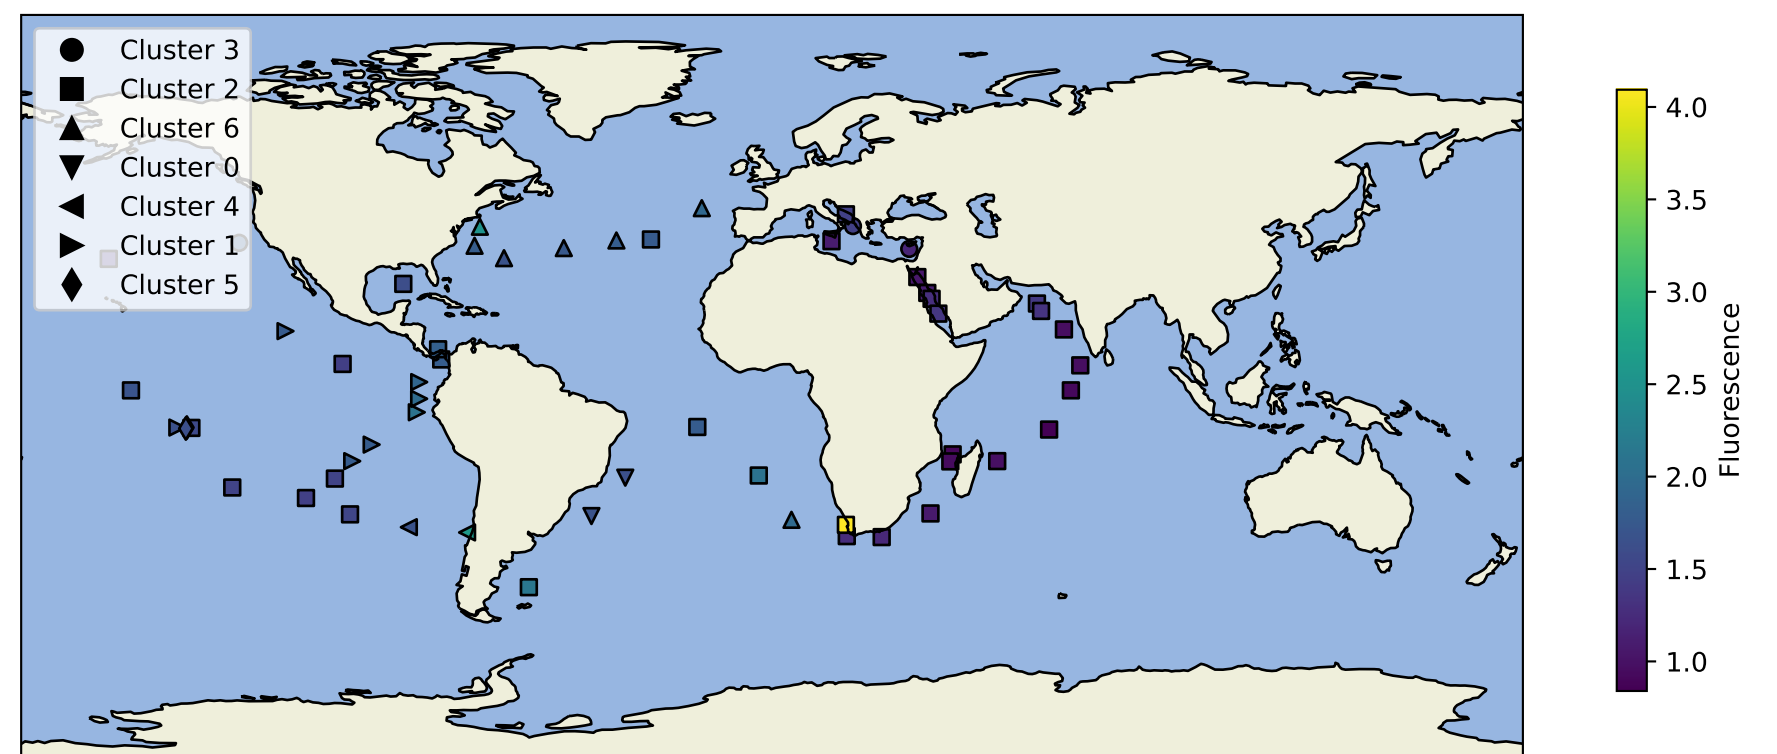 Cluster 3
Cluster 2
Cluster 6
Cluster 0
Cluster 4
Cluster 1
Cluster 5
4.0
3.5
3.0
2.5
2.0
1.5
1.0
Fluorescence